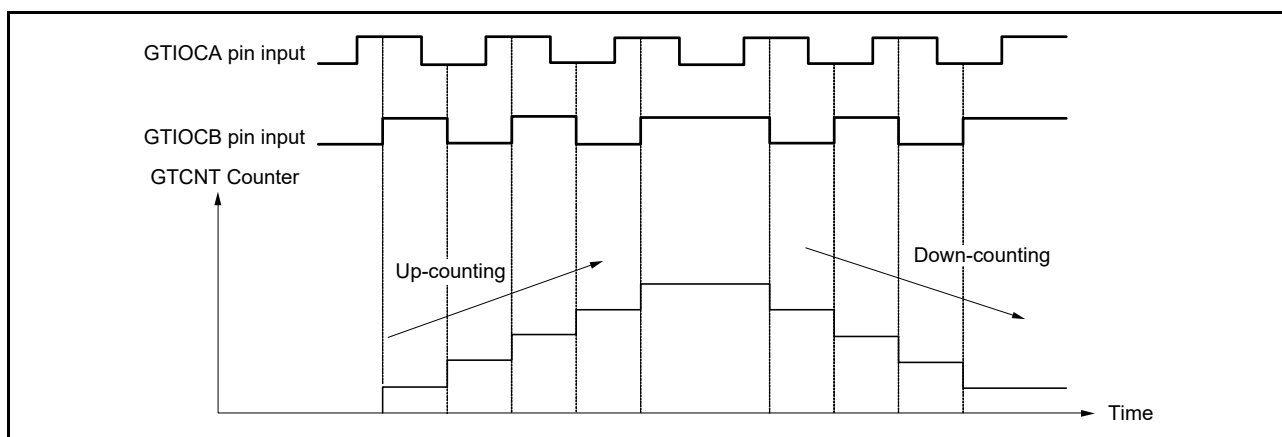 GTIOCA pin input
GTIOCB pin input
GTCNT Counter
Up-counting
Down-counting
Time